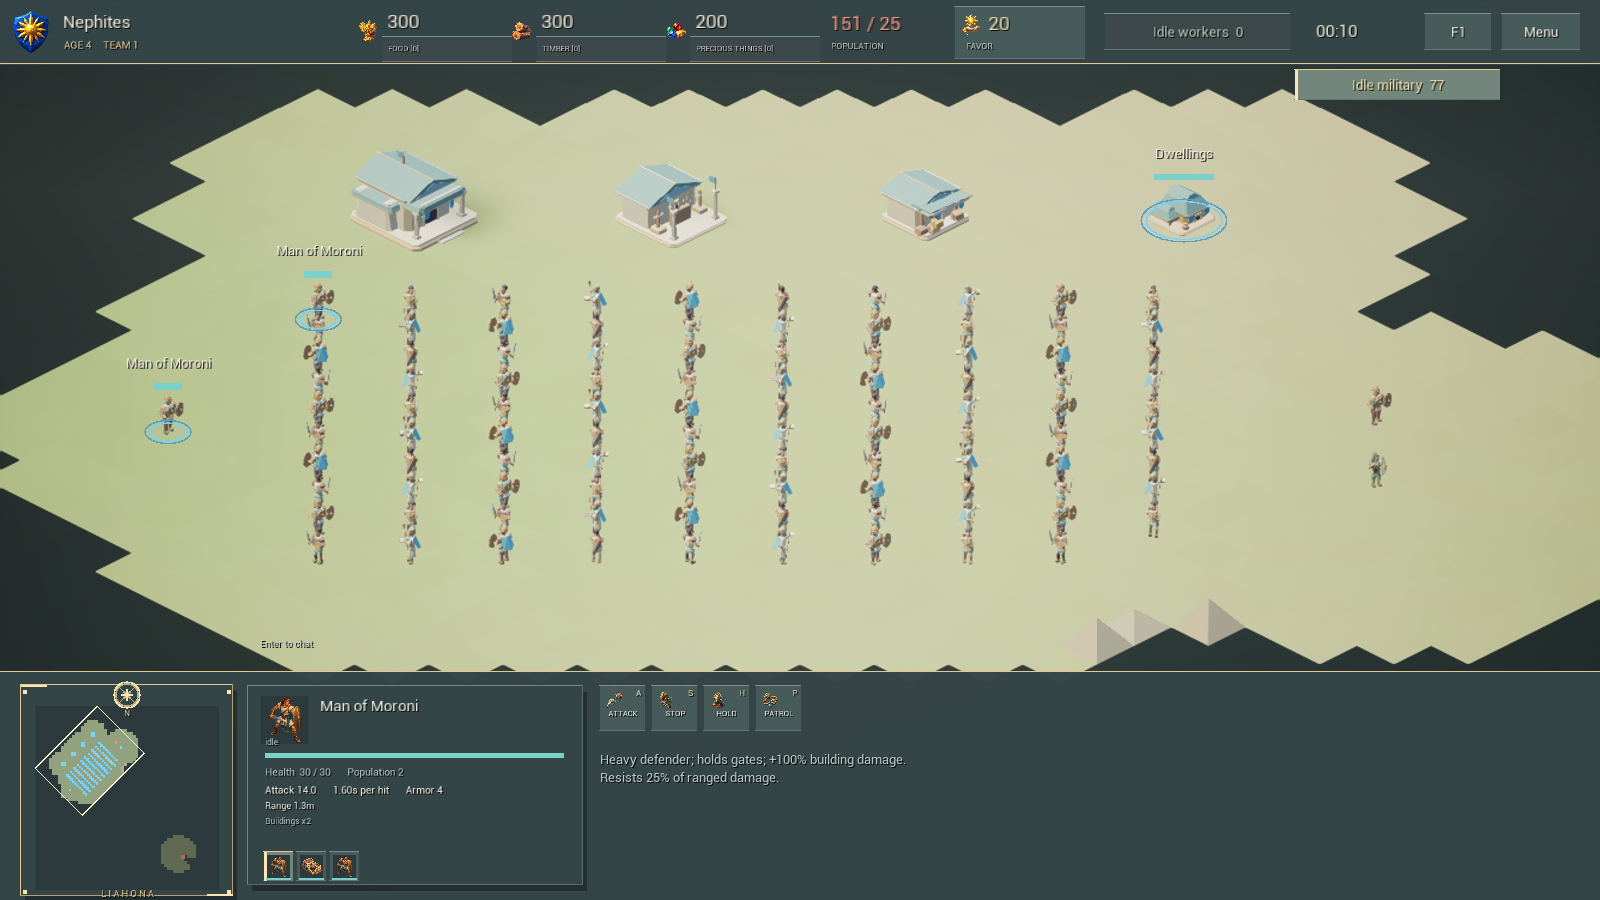 Nephites
AGE 4 TEAM 1
300
FOOD [0]
300
TIMBER [0]
200
PRECIOUS THINGS [0]
151 / 25
POPULATION
20
FAVOR
Idle workers 0
00:10
F1
Menu
Idle military 77
Dwellings
Man of Moroni
Man of Moroni
Enter to chat
N
LIAHONA
Man of Moroni
idle
Health 30 / 30 Population 2
Attack 14.0 1.60s per hit Armor 4
Range 1.3m
Buildings x2
A
ATTACK
S
STOP
H
HOLD
P
PATROL
Heavy defender; holds gates; +100% building damage.
Resists 25% of ranged damage.